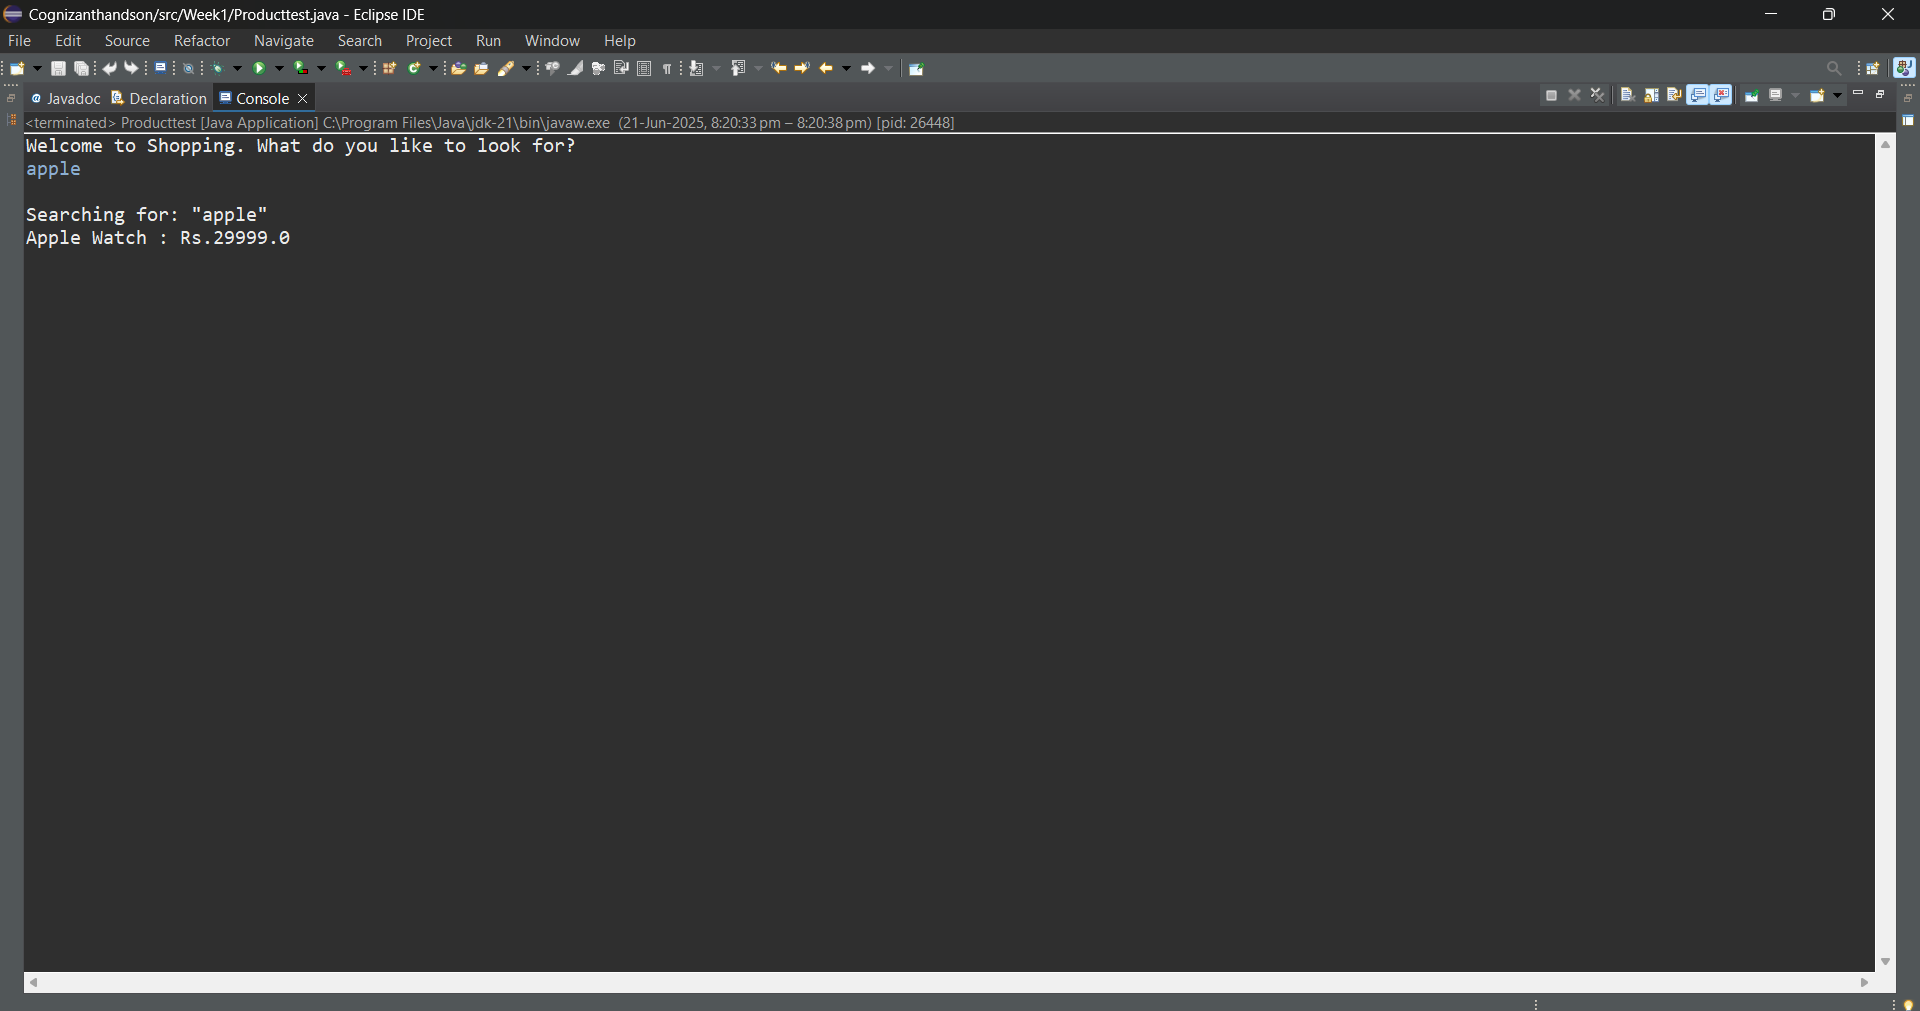 Cognizanthandson/src/Week1/Producttest.java - Eclipse IDE
File Edit Source Refactor Navigate Search Project Run Window Help
Javadoc Declaration Console
<terminated> Producttest [Java Application] C:\Program Files\Java\jdk-21\bin\javaw.exe (21-Jun-2025, 8:20:33 pm – 8:20:38 pm) [pid: 26448]
Welcome to Shopping. What do you like to look for?
apple
Searching for: "apple"
Apple Watch : Rs.29999.0